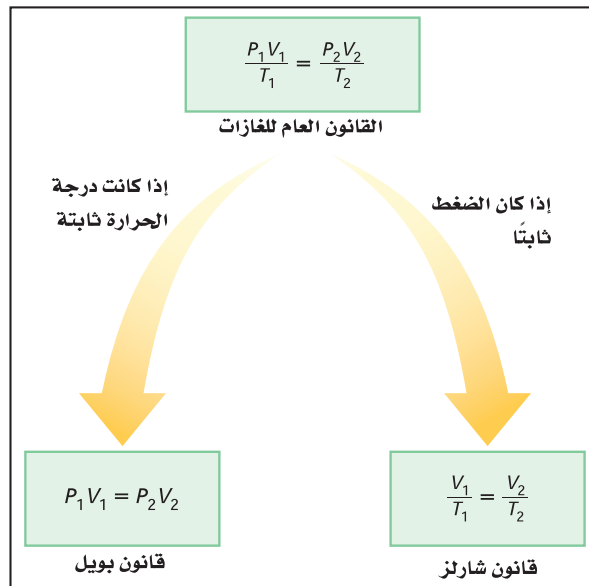 P₁V₁/T₁ = P₂V₂/T₂
القانون العام للغازات
إذا كان الضغط
ثابتًا
إذا كانت درجة
الحرارة ثابتة
V₁/T₁ = V₂/T₂
قانون شارلز
P₁V₁ = P₂V₂
قانون بويل